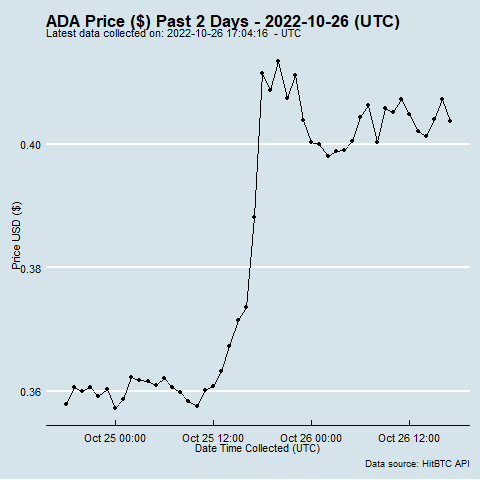 ADA Price ($) Past 2 Days - 2022-10-26 (UTC)
Latest data collected on: 2022-10-26 17:04:16 - UTC
0.40
Price USD ($)
0.38
0.36
Oct 25 00:00 Oct 25 12:00 Oct 26 00:00 Oct 26 12:00
Date Time Collected (UTC)
Data source: HitBTC API